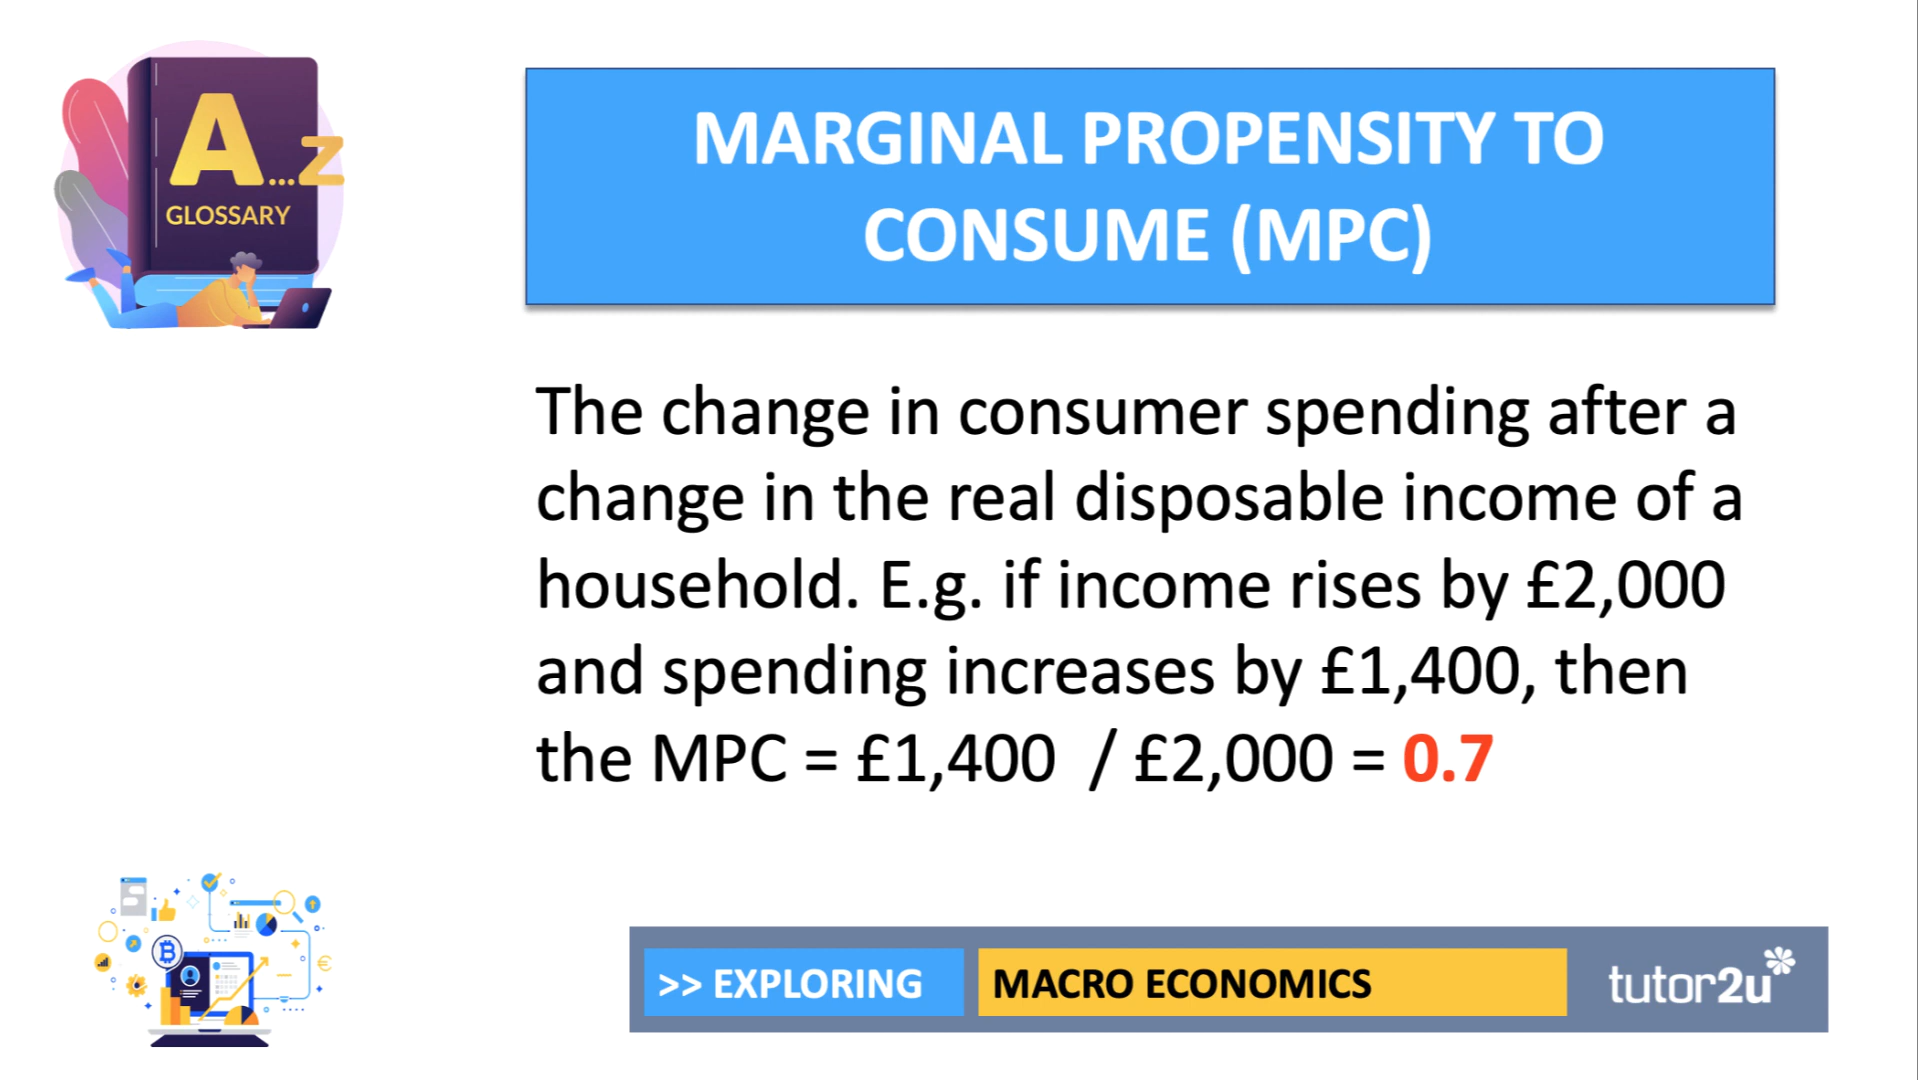 A...Z
GLOSSARY
MARGINAL PROPENSITY TO
CONSUME (MPC)
The change in consumer spending after a
change in the real disposable income of a
household. E.g. if income rises by £2,000
and spending increases by £1,400, then
the MPC = £1,400 / £2,000 = 0.7
>> EXPLORING
MACRO ECONOMICS
tutor2u